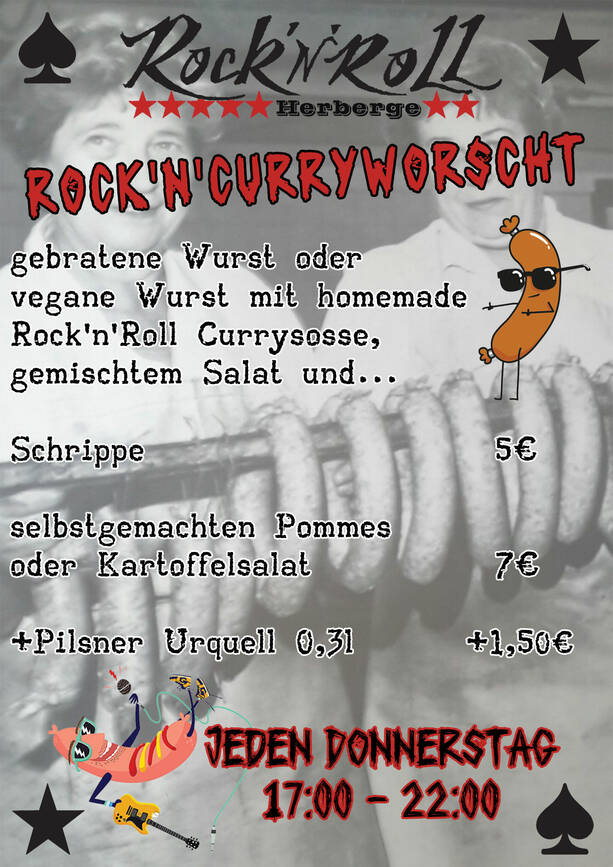 Rock'n'Roll
Herberge
ROCK'N'CURRYWORSCHT
gebratene Wurst oder
vegane Wurst mit homemade
Rock'n'Roll Currysosse,
gemischtem Salat und...
Schrippe 5€
selbstgemachten Pommes
oder Kartoffelsalat 7€
+Pilsner Urquell 0,3l +1,50€
JEDEN DONNERSTAG
17:00 - 22:00